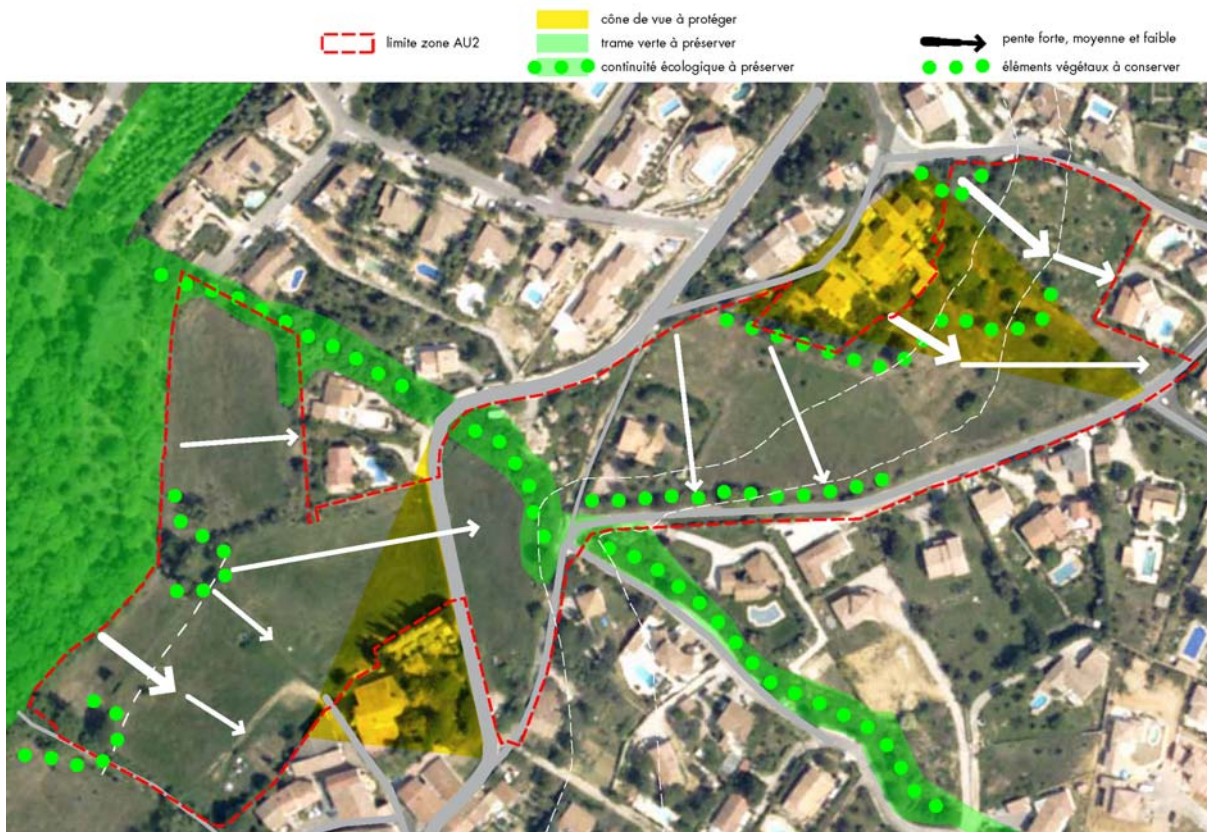 limite zone AU2
cône de vue à protéger
trame verte à préserver
continuité écologique à préserver
pente forte, moyenne et faible
éléments végétaux à conserver